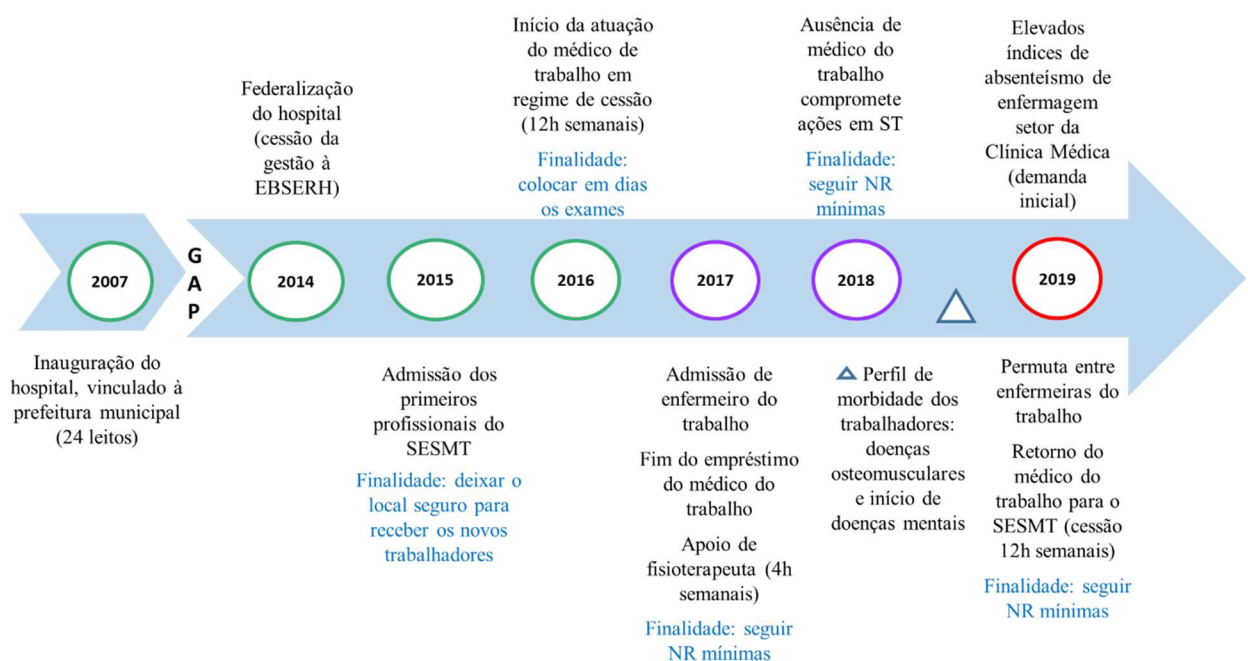 Inauguração do
hospital, vinculado à
prefeitura municipal
(24 leitos)
2007
G
A
P
Federalização
do hospital
(cessão da
gestão à
EBSERH)
2014
2015
Admissão dos
primeiros
profissionais do
SESMT
Finalidade: deixar o
local seguro para
receber os novos
trabalhadores
Início da atuação
do médico de
trabalho em
regime de cessão
(12h semanais)
Finalidade:
colocar em dias
os exames
2016
2017
Admissão de
enfermeiro do
trabalho
Fim do empréstimo
do médico do
trabalho
Apoio de
fisioterapeuta (4h
semanais)
Finalidade: seguir
NR mínimas
Ausência de
médico do
trabalho
compromete
ações em ST
Finalidade:
seguir NR
mínimas
2018
Perfil de
morbidade dos
trabalhadores:
doenças
osteomusculares
e início de
doenças mentais
Elevados
índices de
absenteísmo de
enfermagem
setor da
Clínica Médica
(demanda
inicial)
2019
Permuta entre
enfermeiras do
trabalho
Retorno do
médico do
trabalho para o
SESMT (cessão
12h semanais)
Finalidade: seguir
NR mínimas